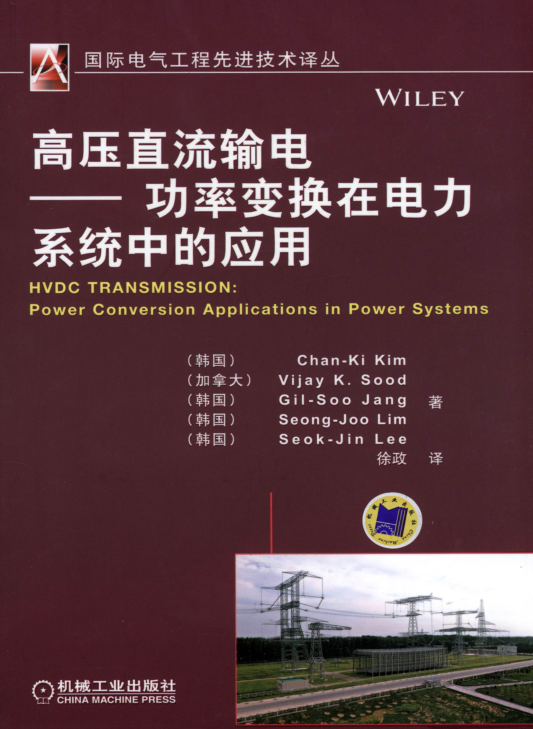 国际电气工程先进技术译丛
WILEY
高压直流输电
—— 功率变换在电力
系统中的应用
HVDC TRANSMISSION:
Power Conversion Applications in Power Systems
（韩国） Chan-Ki Kim
（加拿大） Vijay K. Sood
（韩国） Gil-Soo Jang 著
（韩国） Seong-Joo Lim
（韩国） Seok-Jin Lee
徐政 译
机械工业出版社
CHINA MACHINE PRESS